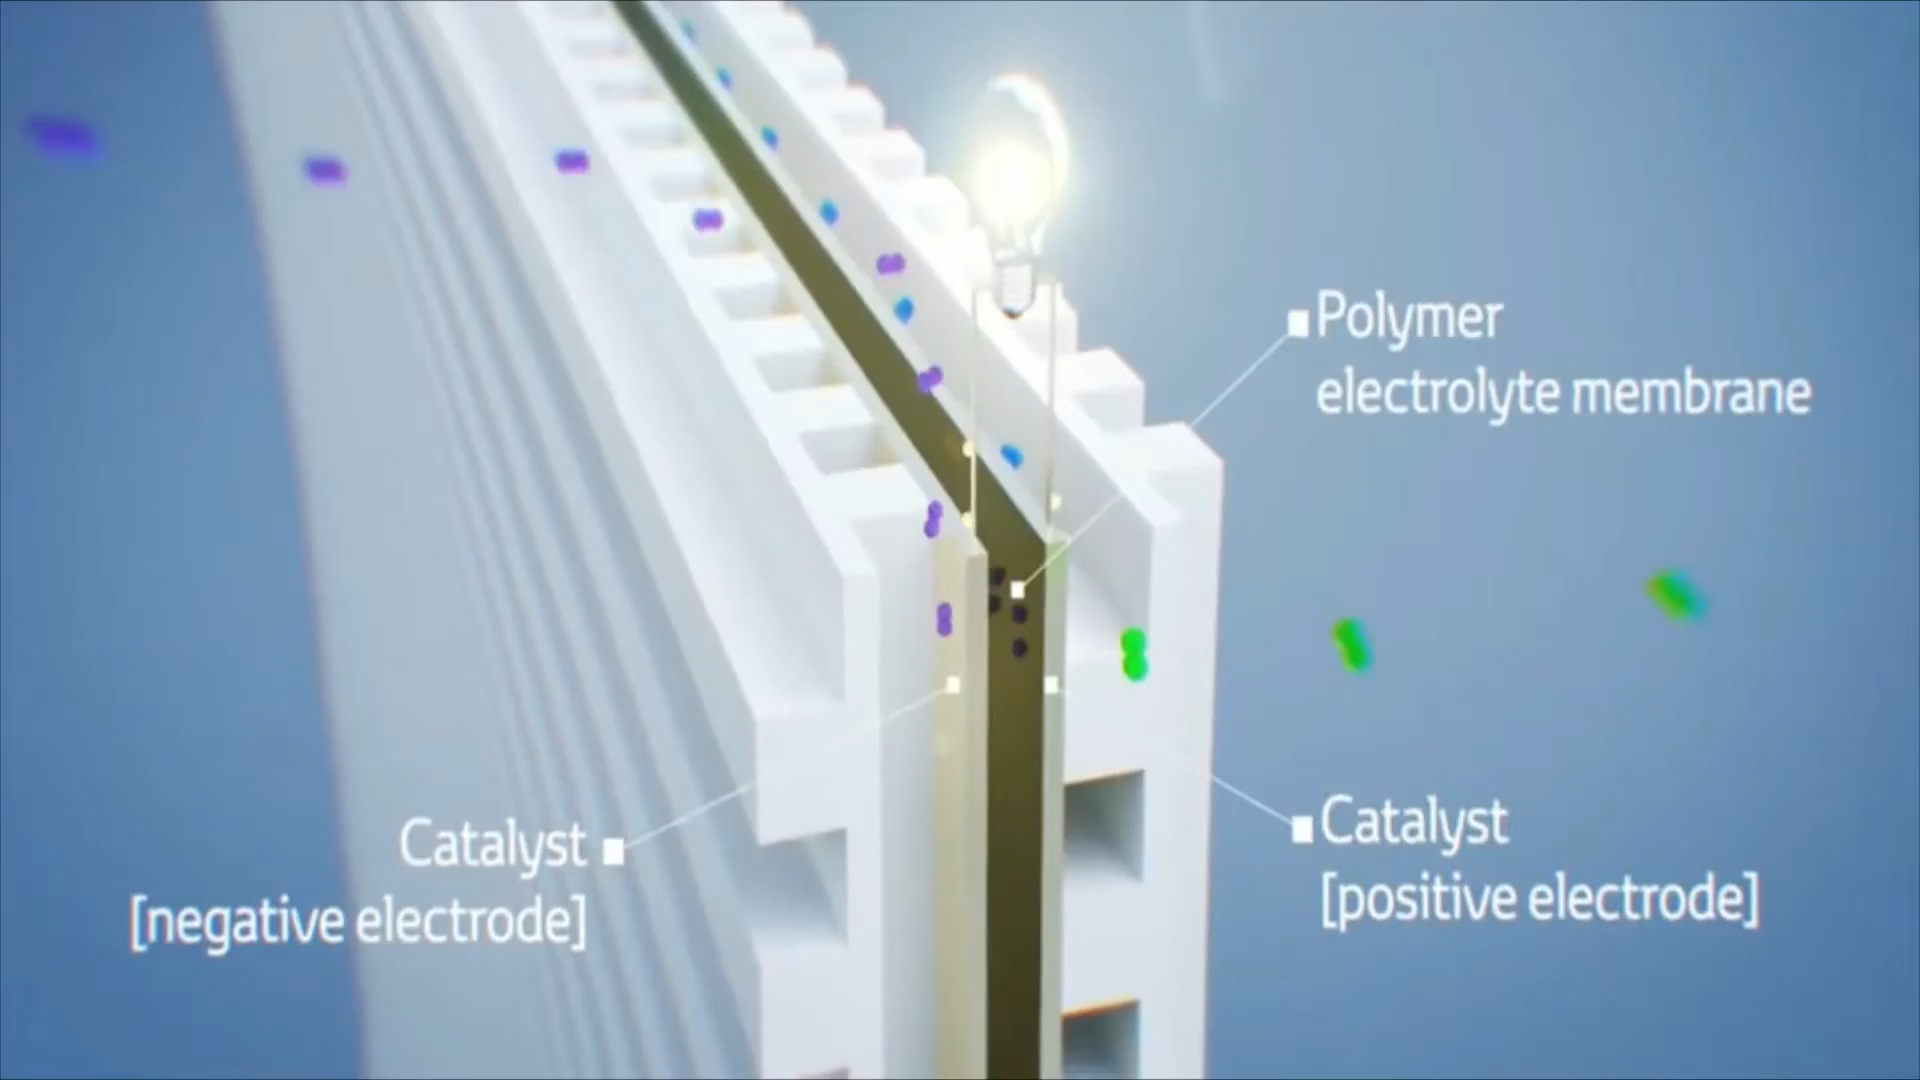 Polymer
electrolyte membrane
Catalyst
[negative electrode]
Catalyst
[positive electrode]